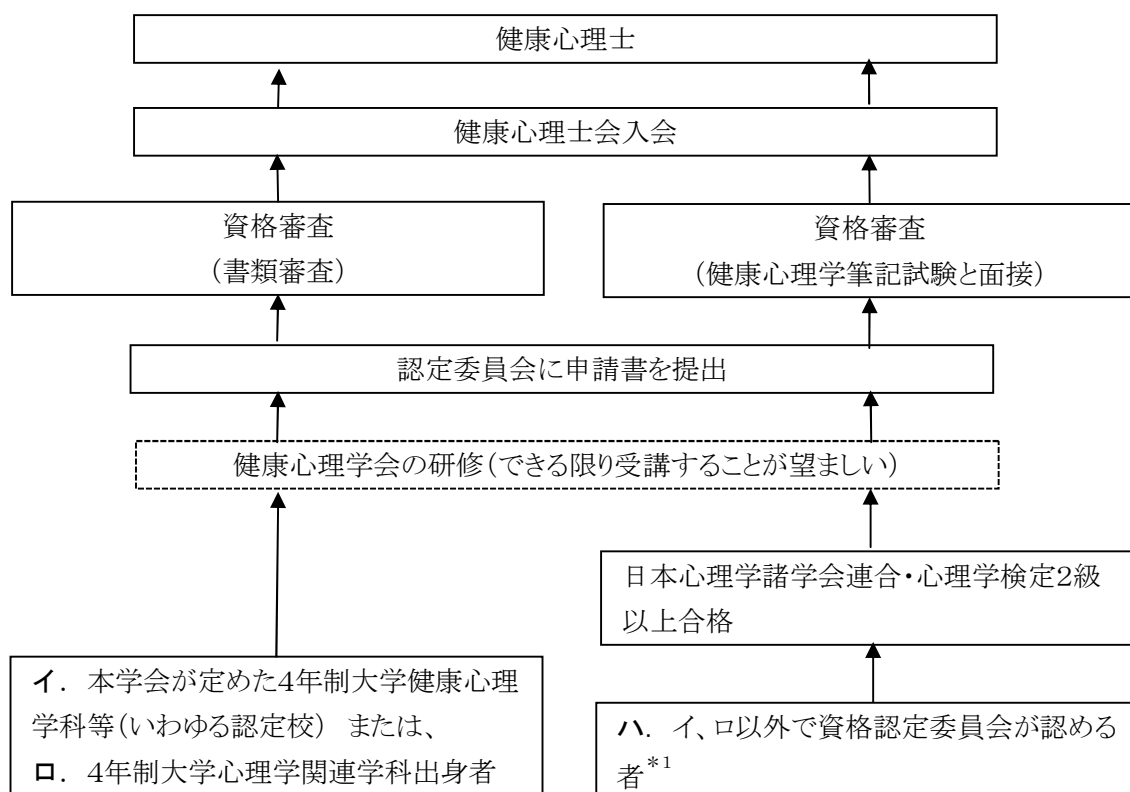 健康心理士
健康心理士会入会
資格審査
(書類審査)
資格審査
(健康心理学筆記試験と面接)
認定委員会に申請書を提出
健康心理学会の研修(できる限り受講することが望ましい)
日本心理学諸学会連合・心理学検定2級
以上合格
イ. 本学会が定めた4年制大学健康心理
学科等(いわゆる認定校) または、
ロ. 4年制大学心理学関連学科出身者
ハ. イ、ロ以外で資格認定委員会が認める
者*1